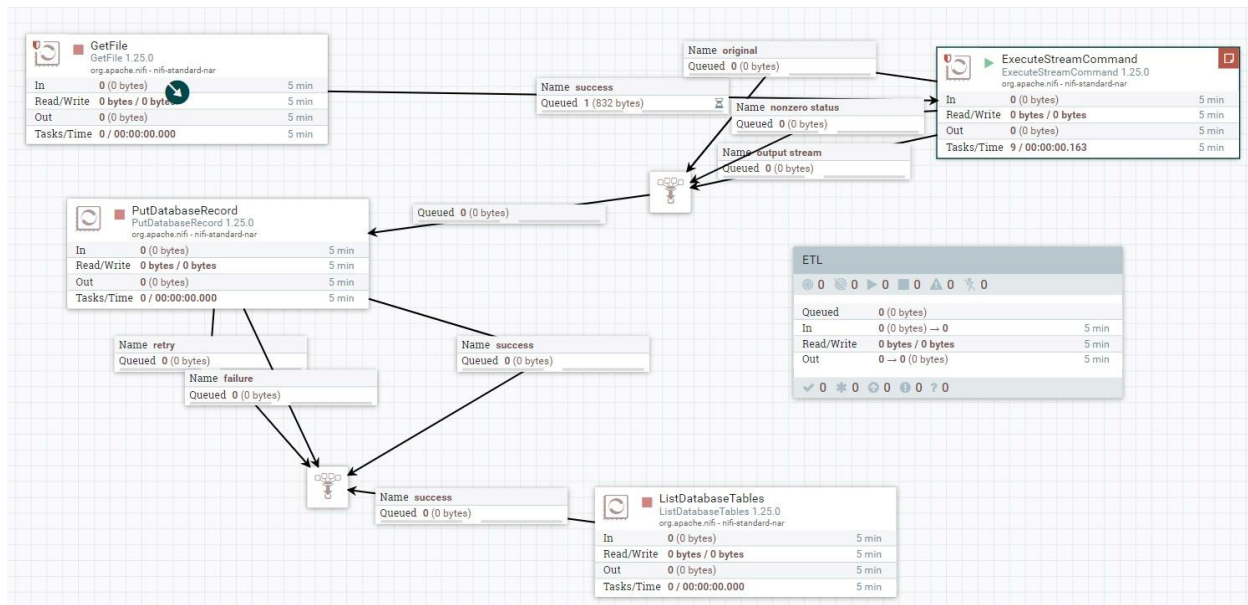 GetFile
GetFile 1.25.0
org.apache.nifi - nifi-standard-nar
In 0 (0 bytes) 5 min
Read/Write 0 bytes / 0 bytes 5 min
Out 0 (0 bytes) 5 min
Tasks/Time 0 / 00:00:00.000 5 min
Name success
Queued 1 (832 bytes)
Name original
Queued 0 (0 bytes)
Name nonzero status
Queued 0 (0 bytes)
Name output stream
Queued 0 (0 bytes)
ExecuteStreamCommand
ExecuteStreamCommand 1.25.0
org.apache.nifi - nifi-standard-nar
In 0 (0 bytes) 5 min
Read/Write 0 bytes / 0 bytes 5 min
Out 0 (0 bytes) 5 min
Tasks/Time 9 / 00:00:00.163 5 min
Queued 0 (0 bytes)
PutDatabaseRecord
PutDatabaseRecord 1.25.0
org.apache.nifi - nifi-standard-nar
In 0 (0 bytes) 5 min
Read/Write 0 bytes / 0 bytes 5 min
Out 0 (0 bytes) 5 min
Tasks/Time 0 / 00:00:00.000 5 min
ETL
0 0 0 0 0 0
Queued 0 (0 bytes)
In 0 (0 bytes) → 0 5 min
Read/Write 0 bytes / 0 bytes 5 min
Out 0 → 0 (0 bytes) 5 min
0 0 0 0 ? 0
Name retry
Queued 0 (0 bytes)
Name failure
Queued 0 (0 bytes)
Name success
Queued 0 (0 bytes)
Name success
Queued 0 (0 bytes)
ListDatabaseTables
ListDatabaseTables 1.25.0
org.apache.nifi - nifi-standard-nar
In 0 (0 bytes) 5 min
Read/Write 0 bytes / 0 bytes 5 min
Out 0 (0 bytes) 5 min
Tasks/Time 0 / 00:00:00.000 5 min